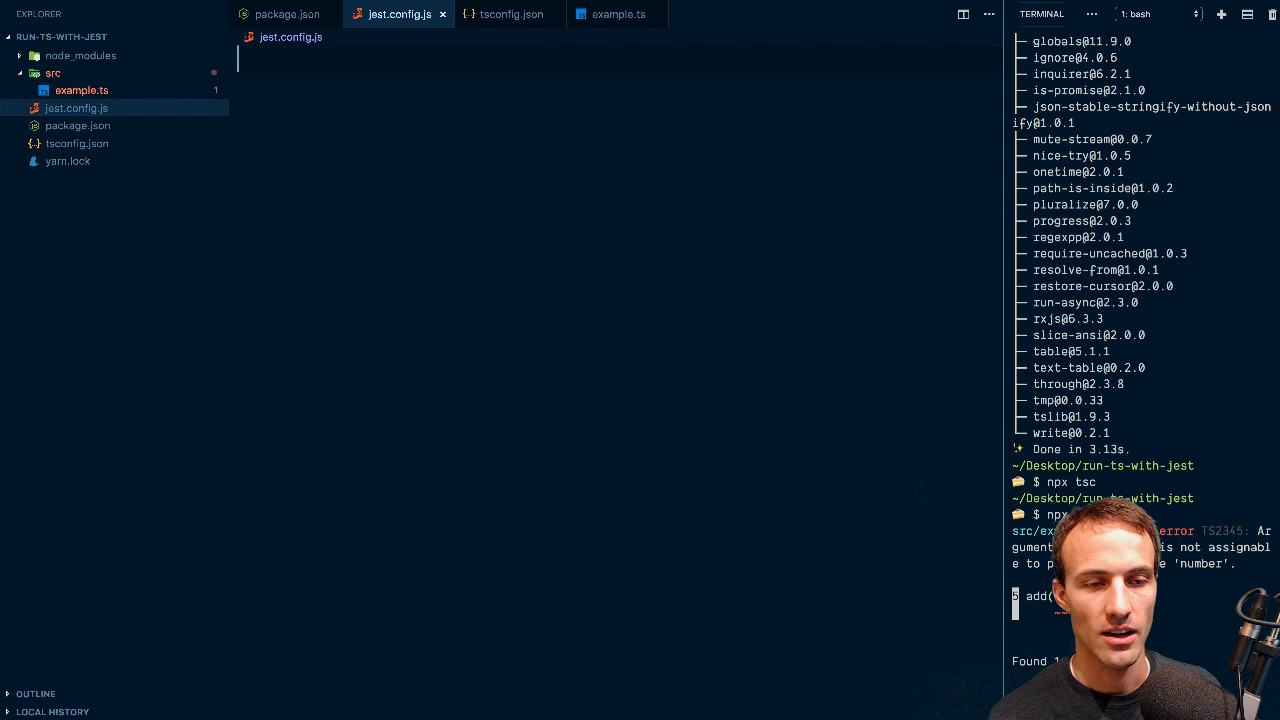 EXPLORER
package.json
jest.config.js
tsconfig.json
example.ts
TERMINAL
1: bash
RUN-TS-WITH-JEST
node_modules
src
example.ts
1
jest.config.js
package.json
tsconfig.json
yarn.lock
OUTLINE
LOCAL HISTORY
jest.config.js
globals@11.9.0
ignore@4.0.6
inquirer@6.2.1
is-promise@2.1.0
json-stable-stringify-without-json
ify@1.0.1
mute-stream@0.0.7
nice-try@1.0.5
onetime@2.0.1
path-is-inside@1.0.2
pluralize@7.0.0
progress@2.0.3
regexpp@2.0.1
require-uncached@1.0.3
resolve-from@1.0.1
restore-cursor@2.0.0
run-async@2.3.0
rxjs@6.3.3
slice-ansi@2.0.0
table@5.1.1
text-table@0.2.0
through@2.3.8
tmp@0.0.33
tslib@1.9.3
write@0.2.1
Done in 3.13s.
~/Desktop/run-ts-with-jest
$ npx tsc
~/Desktop/run-ts-with-jest
$ npx
src/ex error TS2345: Ar
gument is not assignabl
e to p 'number'.
5 add(
Found 1